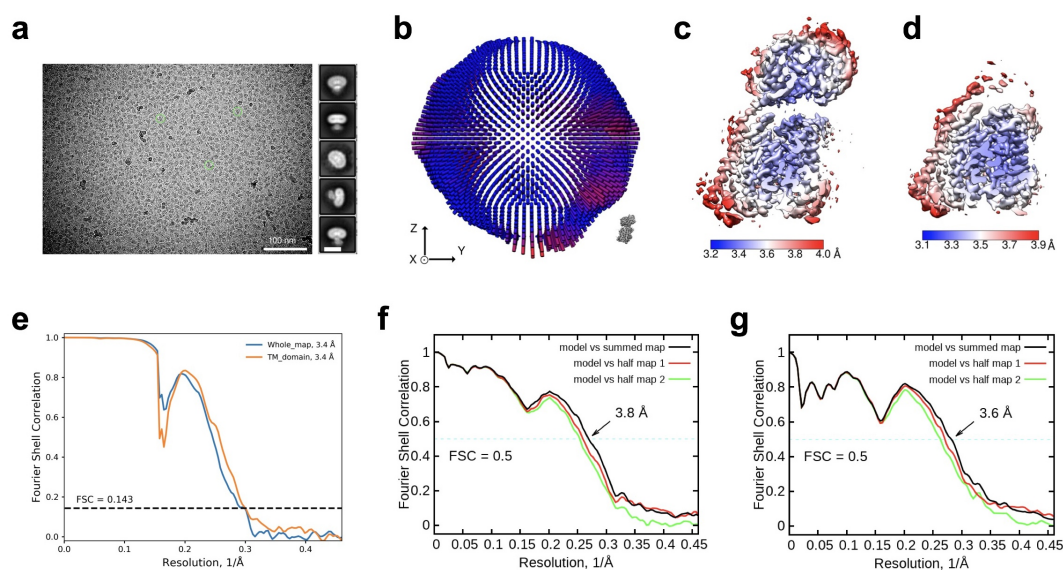 a
b
c
d
100 nm
Z
X
Y
3.2 3.4 3.6 3.8 4.0 Å
3.1 3.3 3.5 3.7 3.9 Å
e
f
g
Fourier Shell Correlation
1.0
0.8
0.6
0.4
0.2
0.0
Whole_map, 3.4 Å
TM_domain, 3.4 Å
FSC = 0.143
0.0 0.1 0.2 0.3 0.4
Resolution, 1/Å
Fourier Shell Correlation
1
0.8
0.6
0.4
0.2
0
model vs summed map
model vs half map 1
model vs half map 2
3.8 Å
FSC = 0.5
0 0.05 0.1 0.15 0.2 0.25 0.3 0.35 0.4 0.45
Resolution, 1/Å
Fourier Shell Correlation
1
0.8
0.6
0.4
0.2
0
model vs summed map
model vs half map 1
model vs half map 2
3.6 Å
FSC = 0.5
0 0.05 0.1 0.15 0.2 0.25 0.3 0.35 0.4 0.45
Resolution, 1/Å